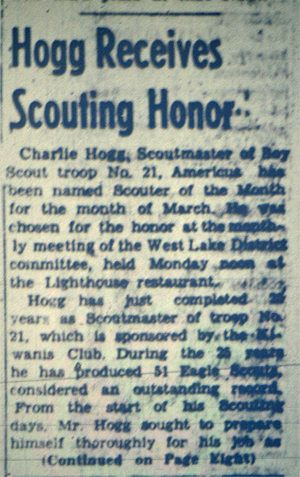 Hogg Receives
Scouting Honor
Charlie Hogg, Scoutmaster of Boy
Scout troop No. 21, Americus has
been named Scouter of the Month
for the month of March. He was
chosen for the honor at the month-
ly meeting of the West Lake District
committee, held Monday noon at
the Lighthouse restaurant.
Hogg has just completed 25
years as Scoutmaster of troop No.
21, which is sponsored by the Ki-
wanis Club. During the 25 years
he has produced 51 Eagle Scouts,
considered an outstanding record.
From the start of his Scouting
days, Mr. Hogg sought to prepare
himself thoroughly for his job as
(Continued on Page Eight)